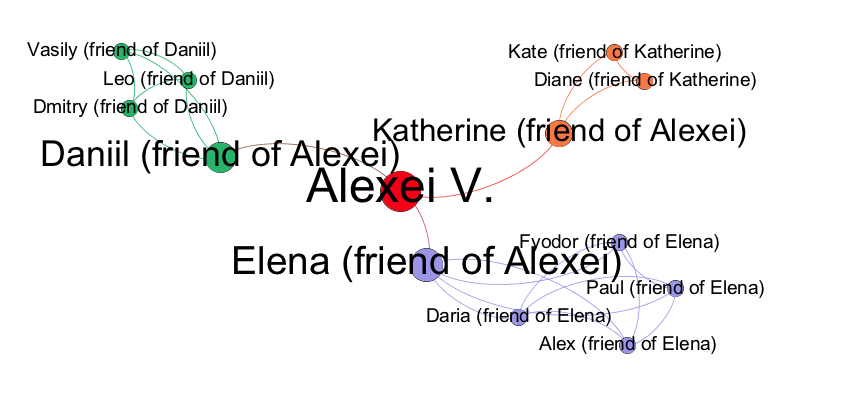 Vasily (friend of Daniil)
Leo (friend of Daniil)
Dmitry (friend of Daniil)
Daniil (friend of Alexei)
Kate (friend of Katherine)
Diane (friend of Katherine)
Katherine (friend of Alexei)
Alexei V.
Elena (friend of Alexei)
Fyodor (friend of Elena)
Paul (friend of Elena)
Daria (friend of Elena)
Alex (friend of Elena)